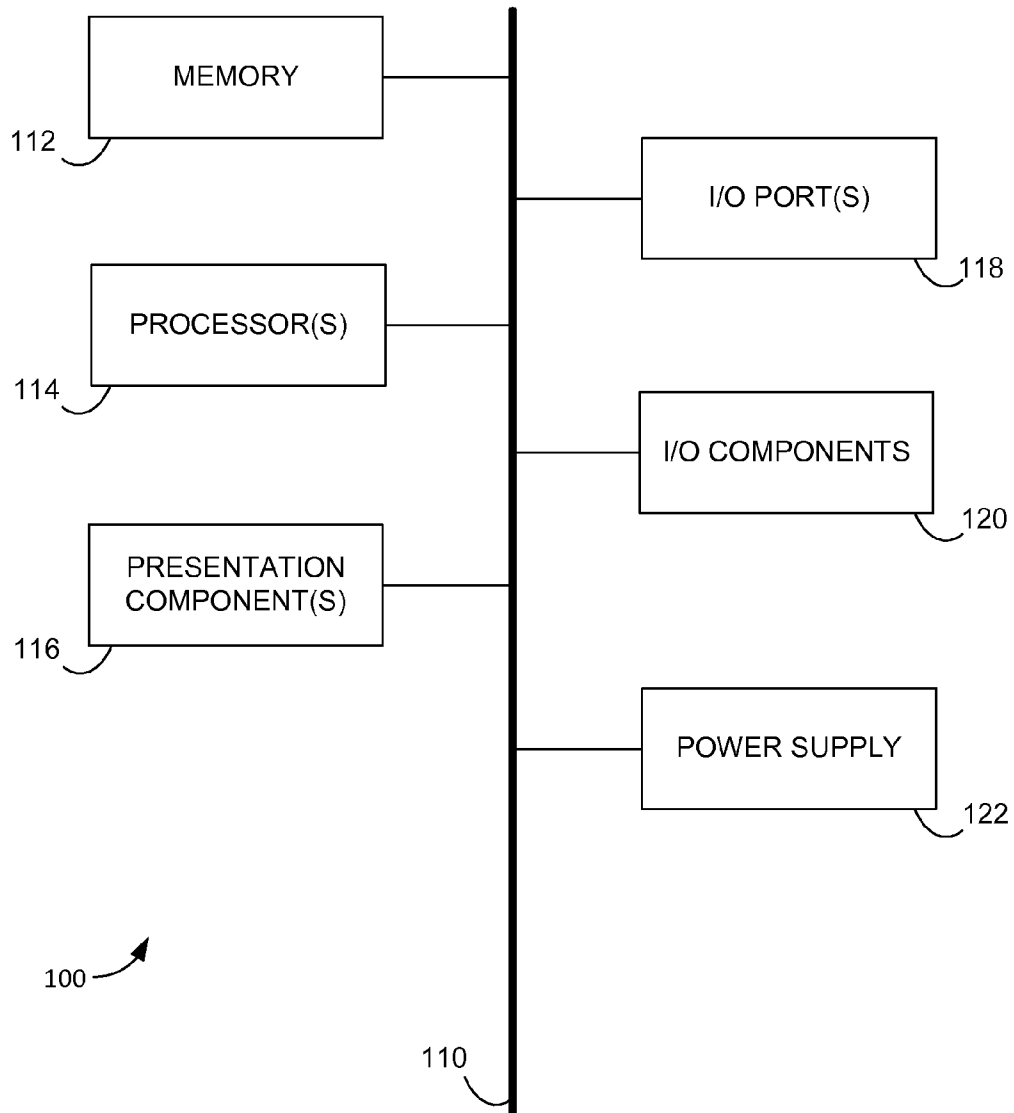 MEMORY
112
I/O PORT(S)
118
PROCESSOR(S)
114
I/O COMPONENTS
120
PRESENTATION
COMPONENT(S)
116
POWER SUPPLY
122
100
110